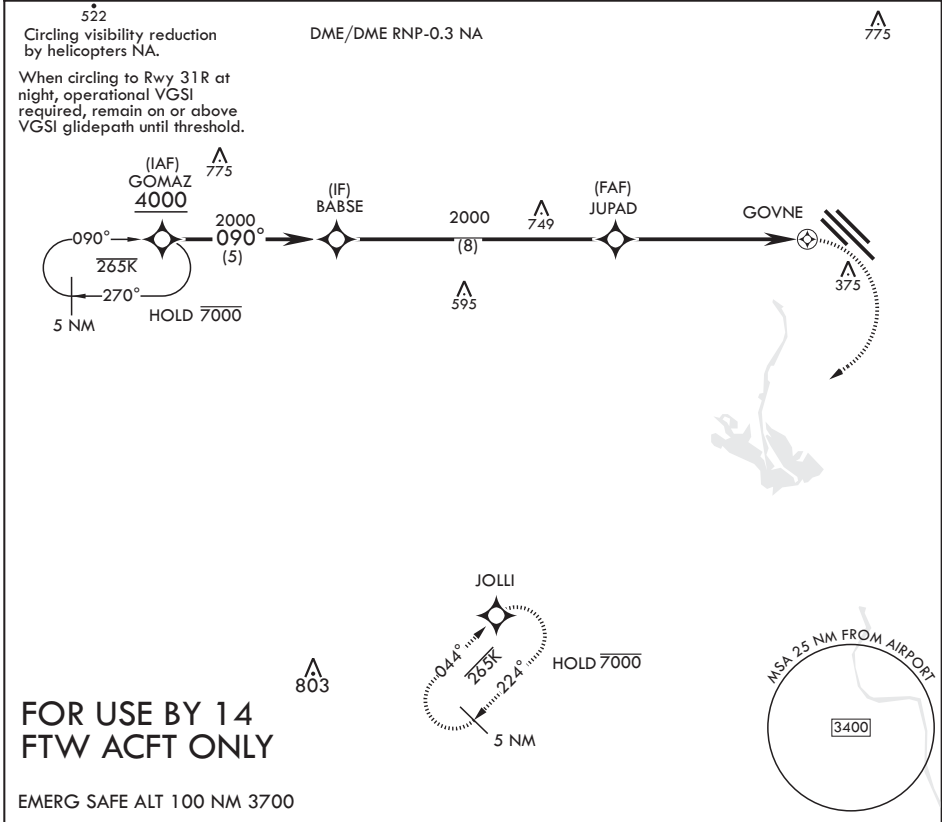 522
Circling visibility reduction
by helicopters NA.
When circling to Rwy 31R at
night, operational VGSI
required, remain on or above
VGSI glidepath until threshold.
DME/DME RNP-0.3 NA
775
775
(IAF)
GOMAZ
4000
090°
265K
270°
5 NM
HOLD 7000
2000
090°
(5)
(IF)
BABSE
2000
(8)
749
595
(FAF)
JUPAD
GOVNE
375
JOLLI
044°
265K
224°
HOLD 7000
5 NM
803
MSA 25 NM FROM AIRPORT
3400
FOR USE BY 14
FTW ACFT ONLY
EMERG SAFE ALT 100 NM 3700